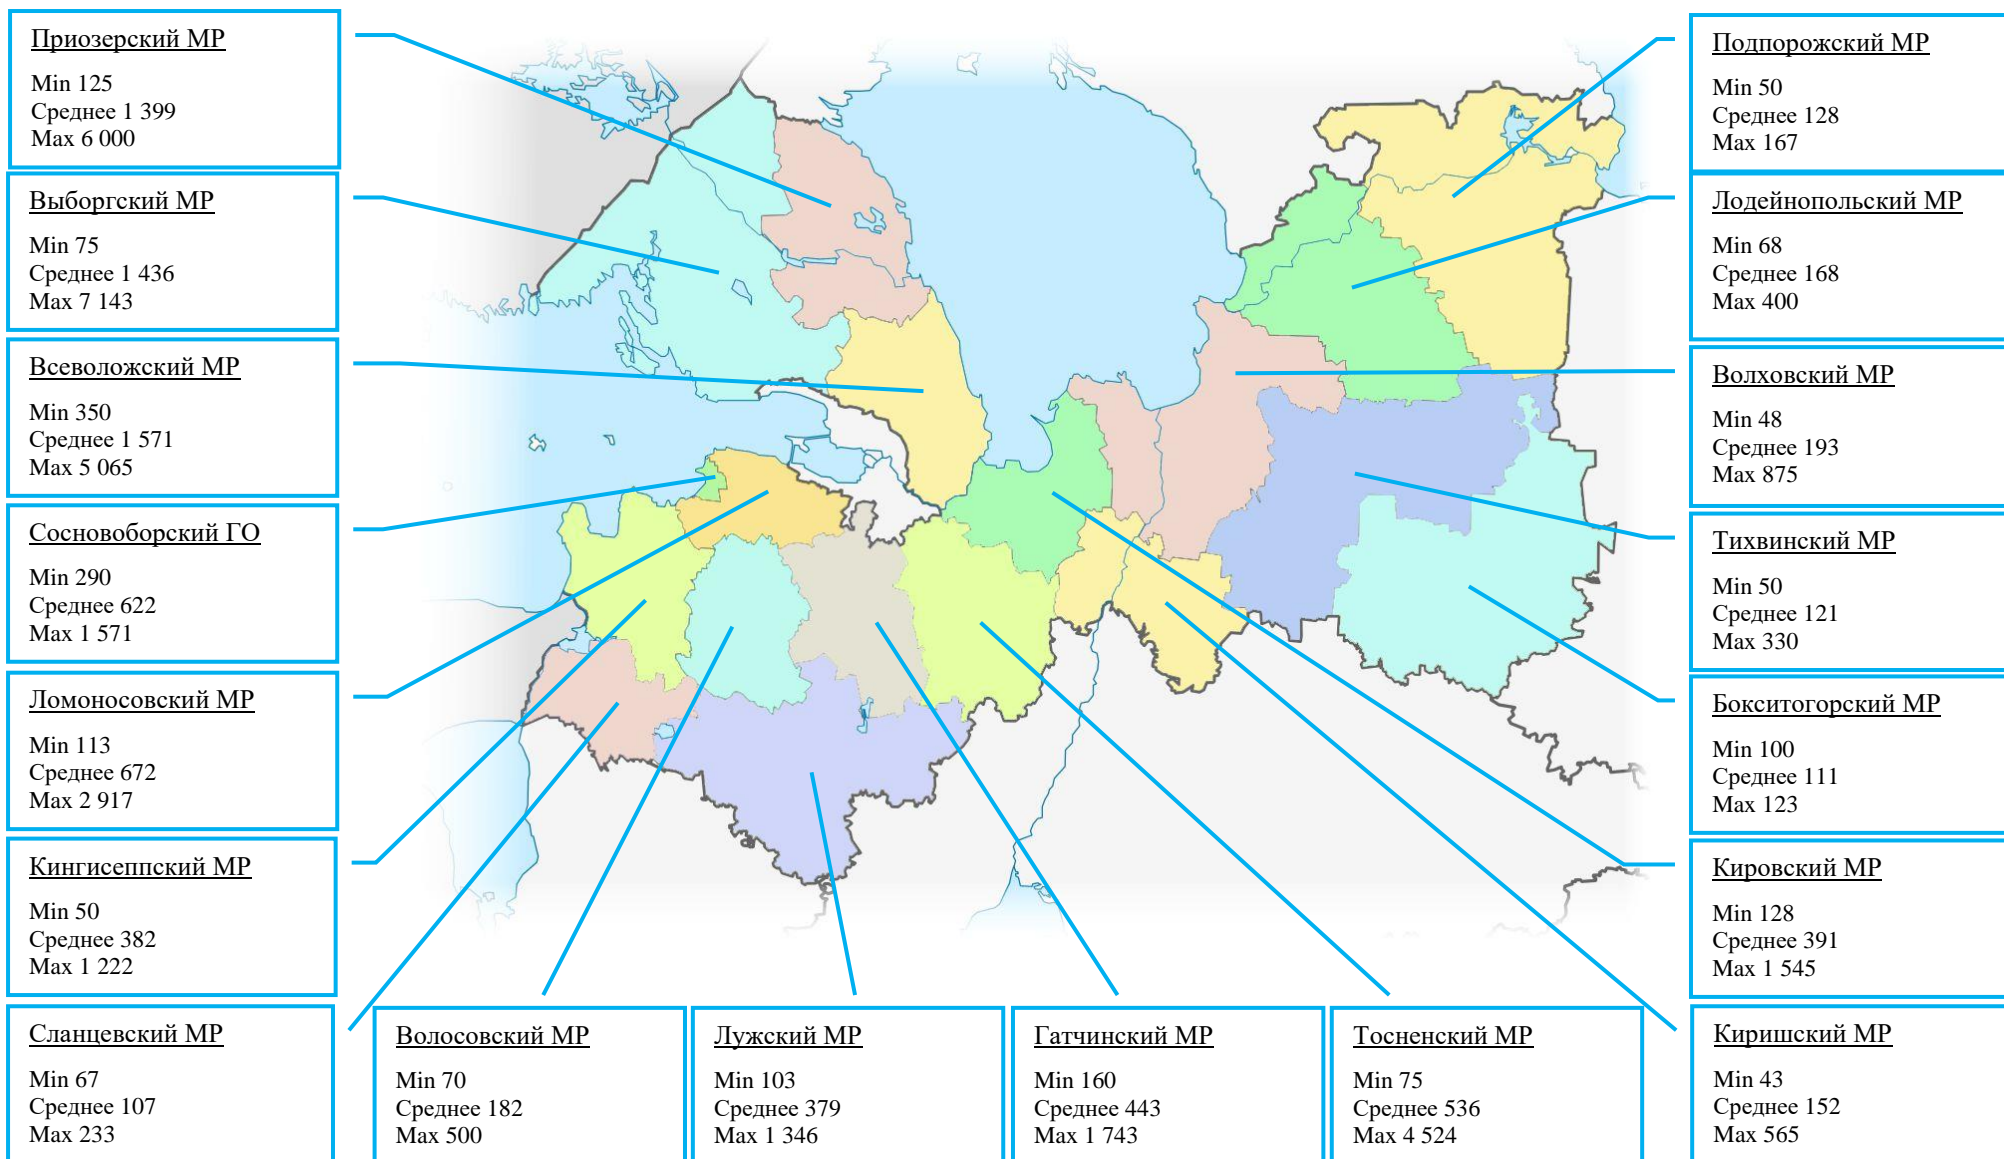 Приозерский МР
Min 125
Среднее 1 399
Max 6 000
Выборгский МР
Min 75
Среднее 1 436
Max 7 143
Всеволожский МР
Min 350
Среднее 1 571
Max 5 065
Сосновоборский ГО
Min 290
Среднее 622
Max 1 571
Ломоносовский МР
Min 113
Среднее 672
Max 2 917
Кингисеппский МР
Min 50
Среднее 382
Max 1 222
Сланцевский МР
Min 67
Среднее 107
Max 233
Волосовский МР
Min 70
Среднее 182
Max 500
Лужский МР
Min 103
Среднее 379
Max 1 346
Гатчинский МР
Min 160
Среднее 443
Max 1 743
Тосненский МР
Min 75
Среднее 536
Max 4 524
Подпорожский МР
Min 50
Среднее 128
Max 167
Лодейнопольский МР
Min 68
Среднее 168
Max 400
Волховский МР
Min 48
Среднее 193
Max 875
Тихвинский МР
Min 50
Среднее 121
Max 330
Бокситогорский МР
Min 100
Среднее 111
Max 123
Кировский МР
Min 128
Среднее 391
Max 1 545
Киришский МР
Min 43
Среднее 152
Max 565